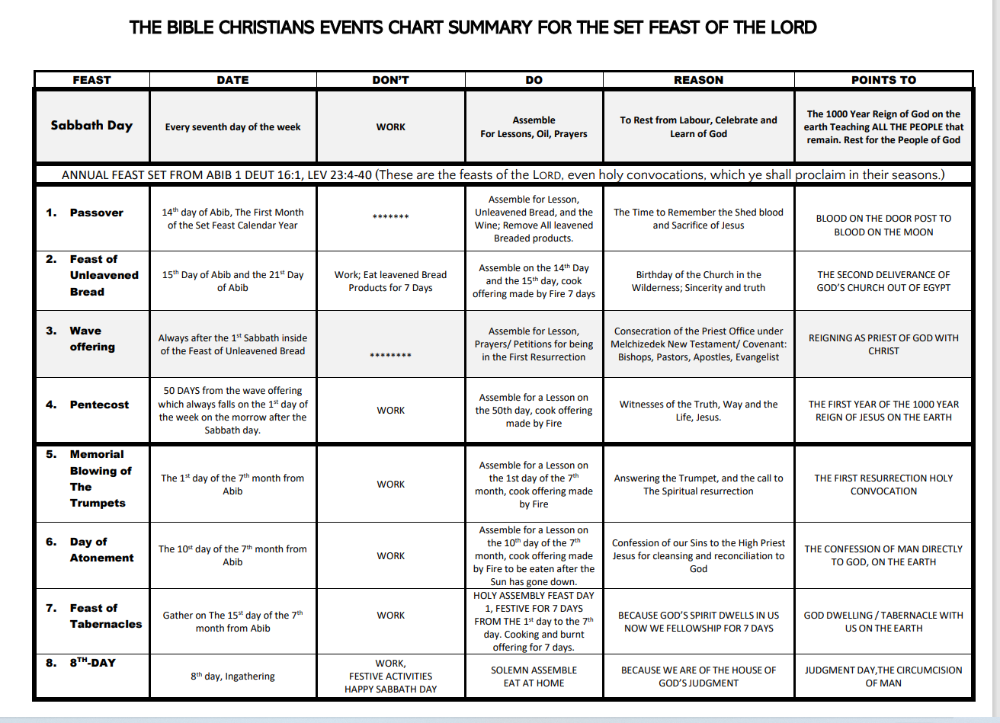 THE BIBLE CHRISTIANS EVENTS CHART SUMMARY FOR THE SET FEAST OF THE LORD
FEAST
DATE
DON'T
DO
REASON
POINTS TO
Sabbath Day
Every seventh day of the week
WORK
Assemble
For Lessons, Oil, Prayers
To Rest from Labour, Celebrate and
Learn of God
The 1000 Year Reign of God on the
earth Teaching ALL THE PEOPLE that
remain. Rest for the People of God
ANNUAL FEAST SET FROM ABIB 1 DEUT 16:1, LEV 23:4-40 (These are the feasts of the LORD, even holy convocations, which ye shall proclaim in their seasons.)
1. Passover
14th day of Abib, The First Month
of the Set Feast Calendar Year
*******
Assemble for Lesson,
Unleavened Bread, and the
Wine; Remove All leavened
Breaded products.
The Time to Remember the Shed blood
and Sacrifice of Jesus
BLOOD ON THE DOOR POST TO
BLOOD ON THE MOON
2. Feast of
Unleavened
Bread
15th Day of Abib and the 21st Day
of Abib
Work; Eat leavened Bread
Products for 7 Days
Assemble on the 14th Day
and the 15th day, cook
offering made by Fire 7 days
Birthday of the Church in the
Wilderness; Sincerity and truth
THE SECOND DELIVERANCE OF
GOD'S CHURCH OUT OF EGYPT
3. Wave
offering
Always after the 1st Sabbath inside
of the Feast of Unleavened Bread
********
Assemble for Lesson,
Prayers/ Petitions for being
in the First Resurrection
Consecration of the Priest Office under
Melchizedek New Testament/ Covenant:
Bishops, Pastors, Apostles, Evangelist
REIGNING AS PRIEST OF GOD WITH
CHRIST
4. Pentecost
50 DAYS from the wave offering
which always falls on the 1st day of
the week on the morrow after the
Sabbath day.
WORK
Assemble for a Lesson on
the 50th day, cook offering
made by Fire
Witnesses of the Truth, Way and the
Life, Jesus.
THE FIRST YEAR OF THE 1000 YEAR
REIGN OF JESUS ON THE EARTH
5. Memorial
Blowing of
The
Trumpets
The 1st day of the 7th month from
Abib
WORK
Assemble for a Lesson on
the 1st day of the 7th
month, cook offering made
by Fire
Answering the Trumpet, and the call to
The Spiritual resurrection
THE FIRST RESURRECTION HOLY
CONVOCATION
6. Day of
Atonement
The 10st day of the 7th month from
Abib
WORK
Assemble for a Lesson on
the 10th day of the 7th
month, cook offering made
by Fire to be eaten after the
Sun has gone down.
Confession of our Sins to the High Priest
Jesus for cleansing and reconciliation to
God
THE CONFESSION OF MAN DIRECTLY
TO GOD, ON THE EARTH
7. Feast of
Tabernacles
Gather on The 15st day of the 7th
month from Abib
WORK
HOLY ASSEMBLY FEAST DAY
1, FESTIVE FOR 7 DAYS
FROM THE 1st day to the 7th
day. Cooking and burnt
offering for 7 days.
BECAUSE GOD'S SPIRIT DWELLS IN US
NOW WE FELLOWSHIP FOR 7 DAYS
GOD DWELLING / TABERNACLE WITH
US ON THE EARTH
8. 8TH-DAY
8th day, Ingathering
WORK,
FESTIVE ACTIVITIES
HAPPY SABBATH DAY
SOLEMN ASSEMBLE
EAT AT HOME
BECAUSE WE ARE OF THE HOUSE OF
GOD'S JUDGMENT
JUDGMENT DAY,THE CIRCUMCISION
OF MAN